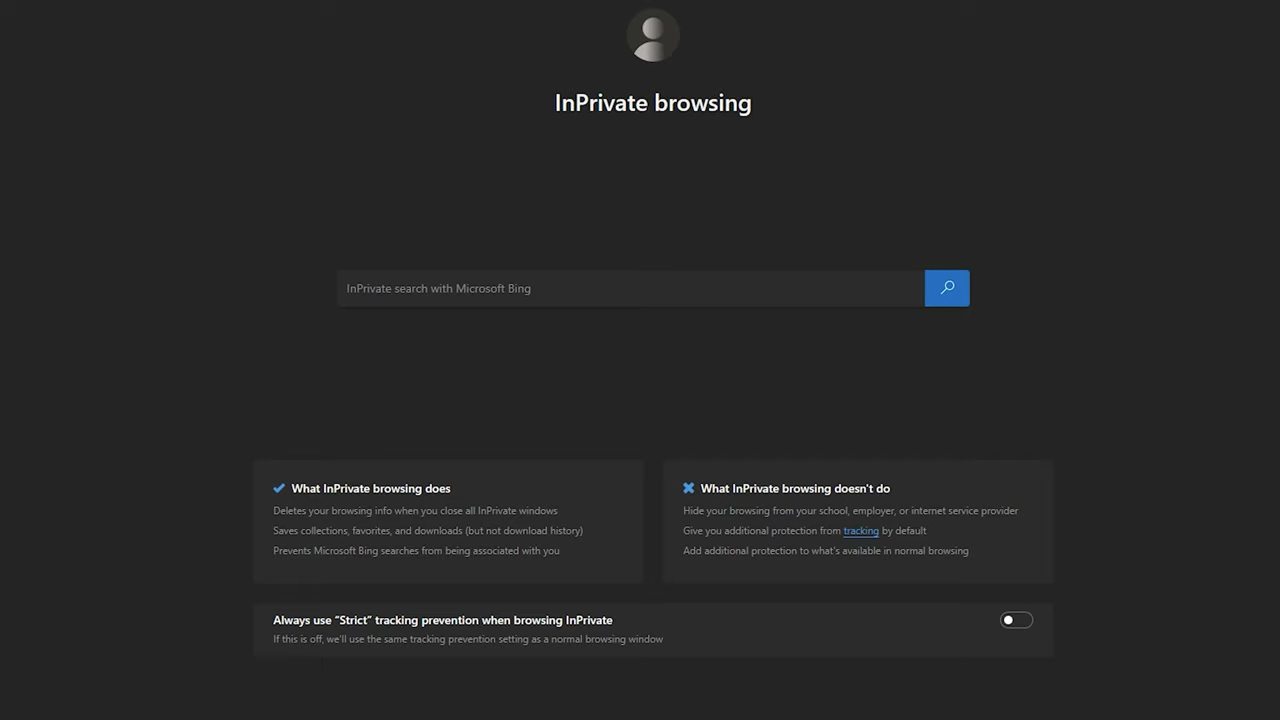 InPrivate browsing
InPrivate search with Microsoft Bing
What InPrivate browsing does
Deletes your browsing info when you close all InPrivate windows
Saves collections, favorites, and downloads (but not download history)
Prevents Microsoft Bing searches from being associated with you
What InPrivate browsing doesn't do
Hide your browsing from your school, employer, or internet service provider
Give you additional protection from tracking by default
Add additional protection to what's available in normal browsing
Always use “Strict” tracking prevention when browsing InPrivate
If this is off, we'll use the same tracking prevention setting as a normal browsing window